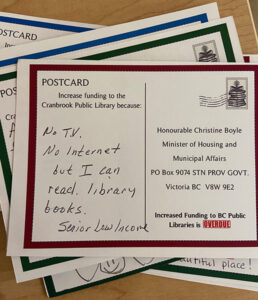 POSTCARD
POSTCARD
Increase funding to the
Cranbrook Public Library because:
No TV.
No Internet
but I can
read library
books.
Senior Low Income
Honourable Christine Boyle
Minister of Housing and
Municipal Affairs
PO Box 9074 STN PROV GOVT.
Victoria BC V8W 9E2
Increased Funding to BC Public
Libraries is OVERDUE
place!